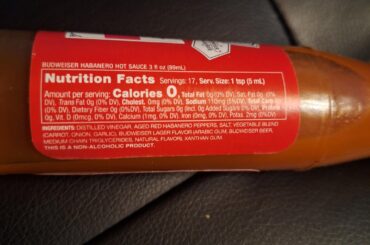 BUDWEISER HABANERO HOT SAUCE 3 fl oz (89mL)
Nutrition Facts Servings: 17, Serv. Size: 1 tsp (5 mL)
Amount per serving: Calories 0, Total Fat 0g (0% DV), Sat. Fat 0g (0%
DV), Trans Fat 0g (0% DV), Cholest. 0mg (0% DV), Sodium 110mg (5% DV), Total Carb. 0g
(0% DV), Dietary Fiber 0g (0% DV), Total Sugars 0g (Incl. 0g Added Sugars 0% DV), Protein
0g, Vit. D (0mcg, 0% DV), Calcium (1mg, 0% DV), Iron (0mg, 0% DV), Potas. 2mg (0% DV)
INGREDIENTS: DISTILLED VINEGAR, AGED RED HABANERO PEPPERS, SALT, VEGETABLE BLEND
(CARROT, ONION, GARLIC), BUDWEISER LAGER FLAVOR (ARABIC GUM, BUDWEISER BEER,
MEDIUM CHAIN TRIGLYCERIDES, NATURAL FLAVORS), XANTHAN GUM.
THIS IS A NON-ALCOHOLIC PRODUCT.